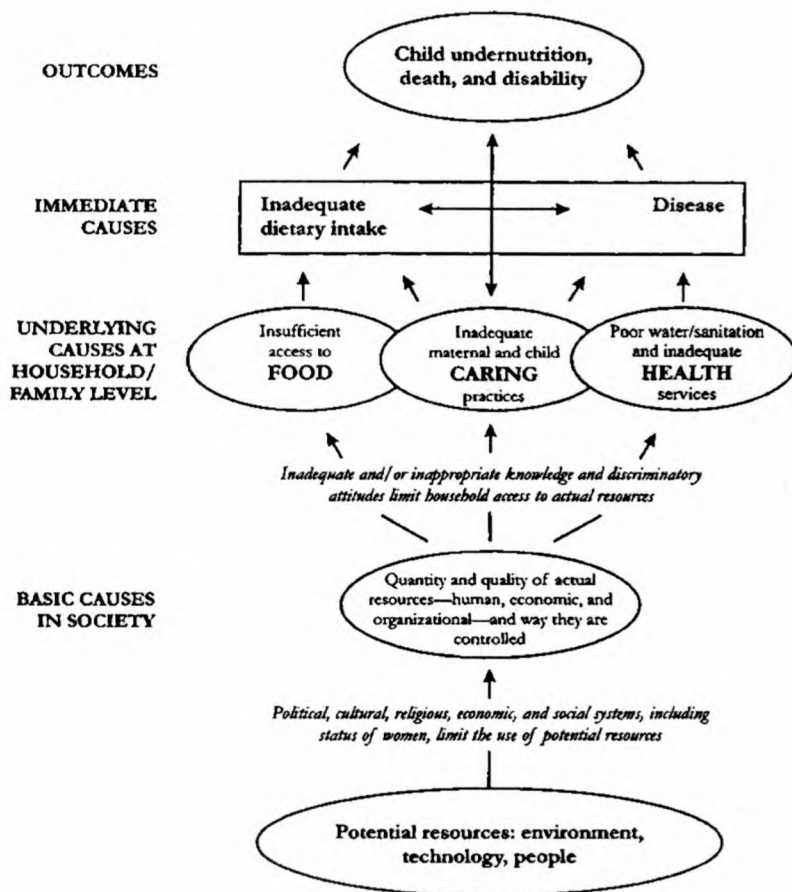 OUTCOMES
Child undernutrition,
death, and disability
IMMEDIATE
CAUSES
Inadequate
dietary intake
Disease
UNDERLYING
CAUSES AT
HOUSEHOLD/
FAMILY LEVEL
Insufficient
access to
FOOD
Inadequate
maternal and child
CARING
practices
Poor water/sanitation
and inadequate
HEALTH
services
Inadequate and/or inappropriate knowledge and discriminatory
attitudes limit household access to actual resources
BASIC CAUSES
IN SOCIETY
Quantity and quality of actual
resources—human, economic, and
organizational—and way they are
controlled
Political, cultural, religious, economic, and social systems, including
status of women, limit the use of potential resources
Potential resources: environment,
technology, people